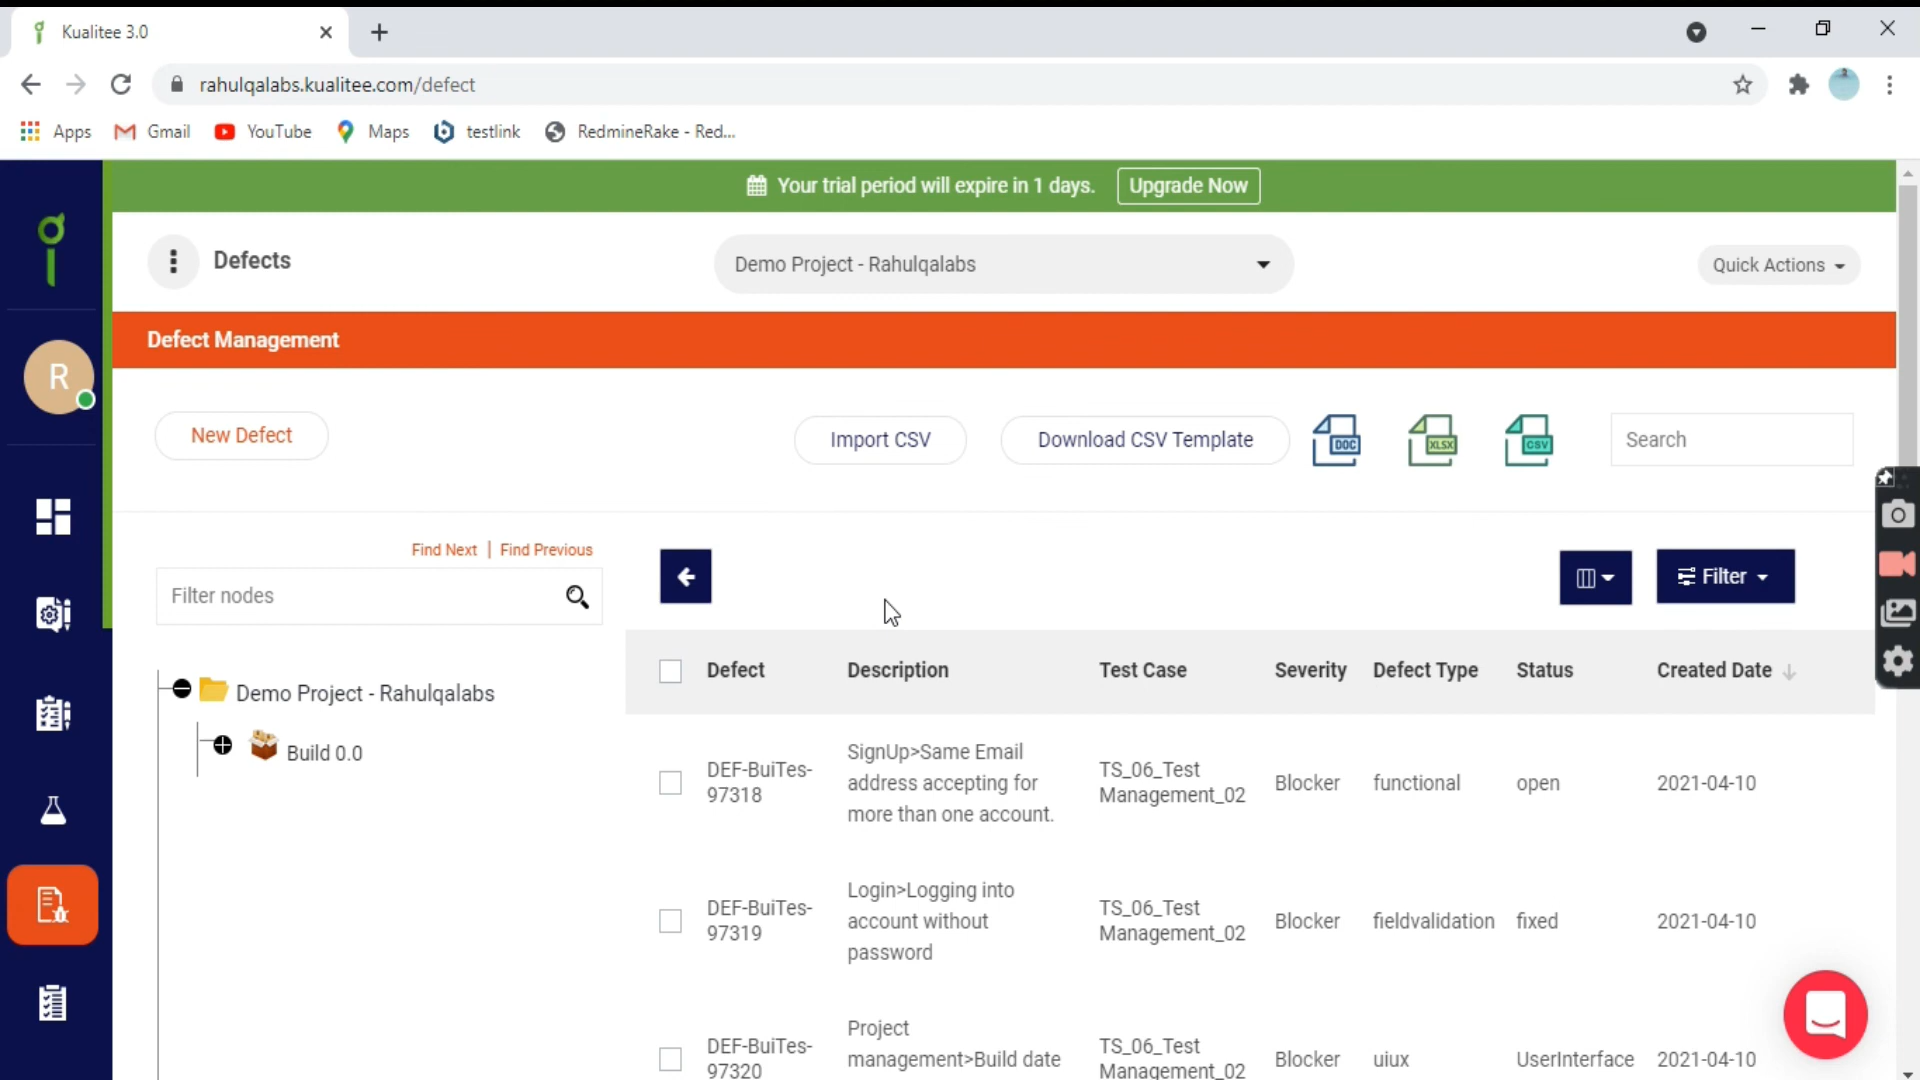 Kualitee 3.0
rahulqalabs.kualitee.com/defect
Apps Gmail YouTube Maps testlink RedmineRake - Red...
Your trial period will expire in 1 days. Upgrade Now
Defects
Demo Project - Rahulqalabs
Quick Actions
R
Defect Management
New Defect
Import CSV
Download CSV Template
DOC
XLSX
CSV
Search
Find Next | Find Previous
Filter nodes
Filter
Demo Project - Rahulqalabs
Build 0.0
Defect Description Test Case Severity Defect Type Status Created Date
DEF-BuiTes-
97318
SignUp>Same Email
address accepting for
more than one account.
TS_06_Test
Management_02
Blocker
functional
open
2021-04-10
DEF-BuiTes-
97319
Login>Logging into
account without
password
TS_06_Test
Management_02
Blocker
fieldvalidation
fixed
2021-04-10
DEF-BuiTes-
97320
Project
management>Build date
TS_06_Test
Management_02
Blocker
uiux
UserInterface
2021-04-10